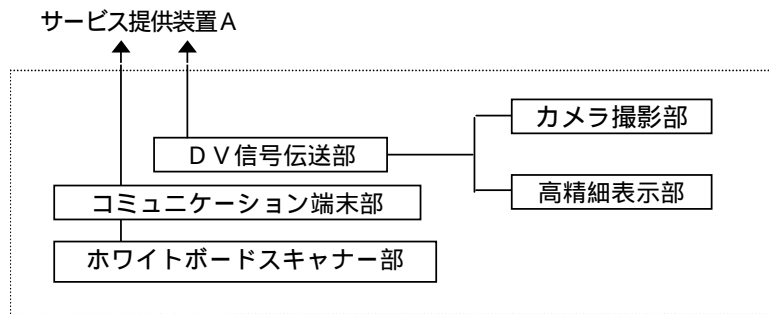 サービス提供装置A
カメラ撮影部
DV信号伝送部
高精細表示部
コミュニケーション端末部
ホワイトボードスキャナー部